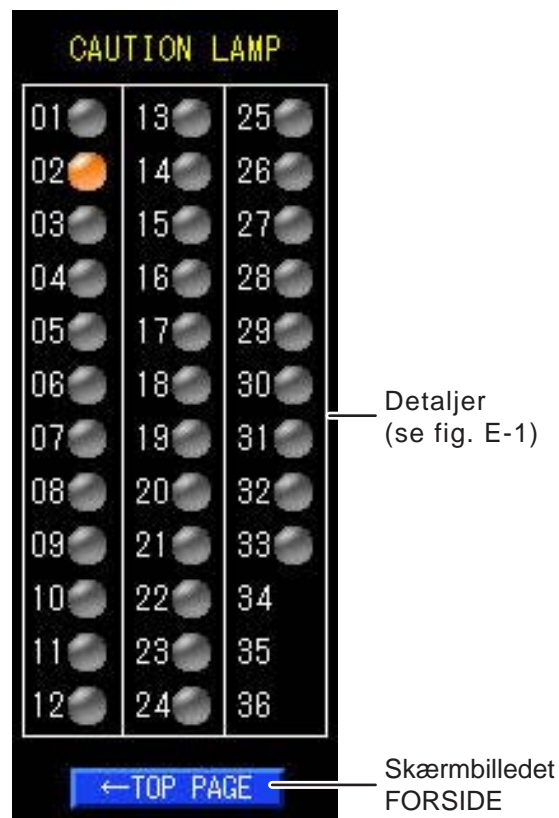 CAUTION LAMP
01 13 25
02 14 26
03 15 27
04 16 28
05 17 29
06 18 30
07 19 31
08 20 32
09 21 33
10 22 34
11 23 35
12 24 36
Detaljer
(se fig. E-1)
←TOP PAGE
Skærmbilledet
FORSIDE